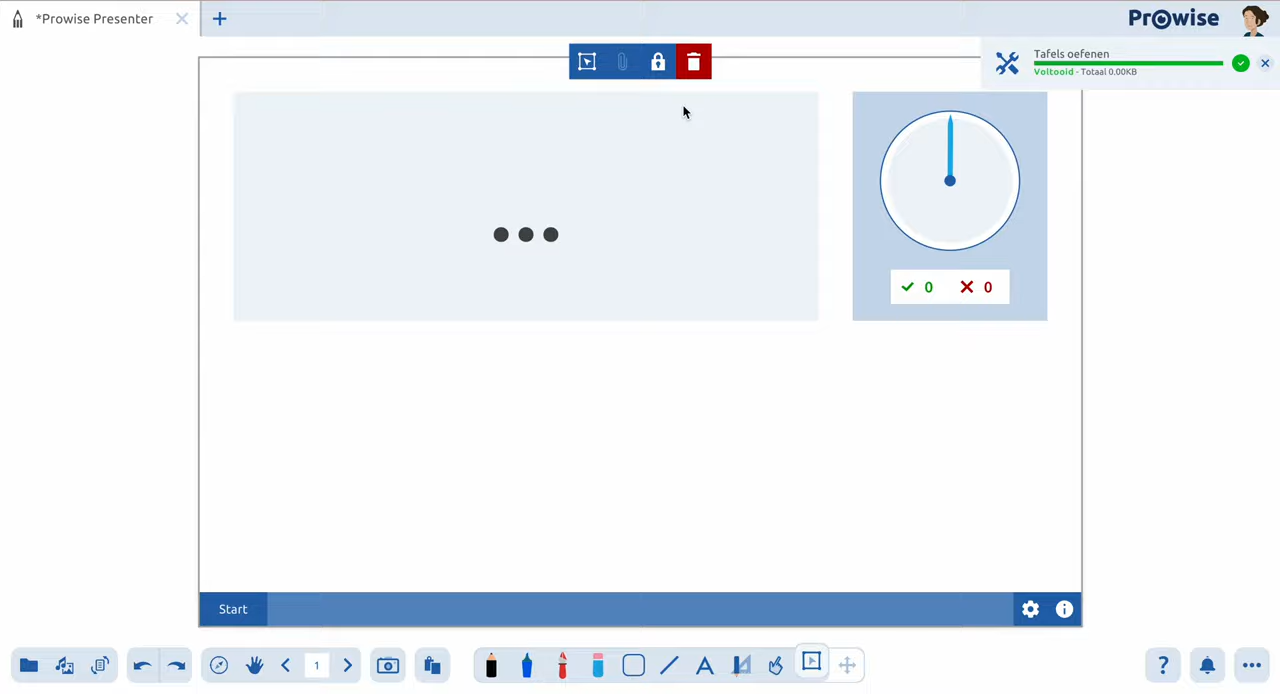 *Prowise Presenter
Prowise
Tafels oefenen
Voltooid - Totaal 0.00KB
0 0
Start
1